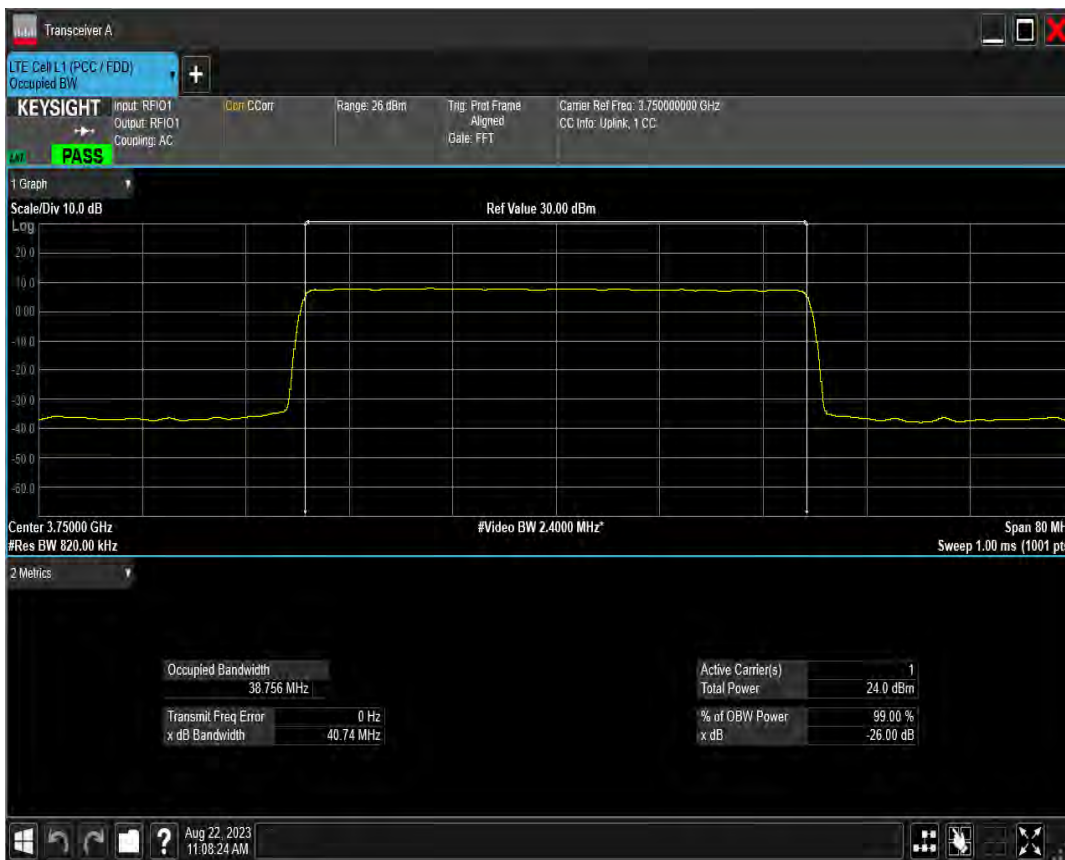 Transceiver A
LTE Cell L1 (PCC / FDD)
Occupied BW
+
KEYSIGHT
PASS
Input: RFIO1
Output: RFIO1
Coupling: AC
Corr CCorr
Range: 26 dBm
Trig: Prot Frame
Aligned
Gate: FFT
Carrier Ref Freq: 3.750000000 GHz
CC Info: Uplink, 1 CC
1 Graph
Scale/Div 10.0 dB
Ref Value 30.00 dBm
Log
20.0
10.0
0.00
-10.0
-20.0
-30.0
-40.0
-50.0
-60.0
Center 3.75000 GHz
#Video BW 2.4000 MHz*
Span 80 MH
#Res BW 820.00 kHz
Sweep 1.00 ms (1001 pts
2 Metrics
Occupied Bandwidth
38.756 MHz
Transmit Freq Error 0 Hz
x dB Bandwidth 40.74 MHz
Active Carrier(s) 1
Total Power 24.0 dBm
% of OBW Power 99.00 %
x dB -26.00 dB
?
Aug 22, 2023
11:08:24 AM